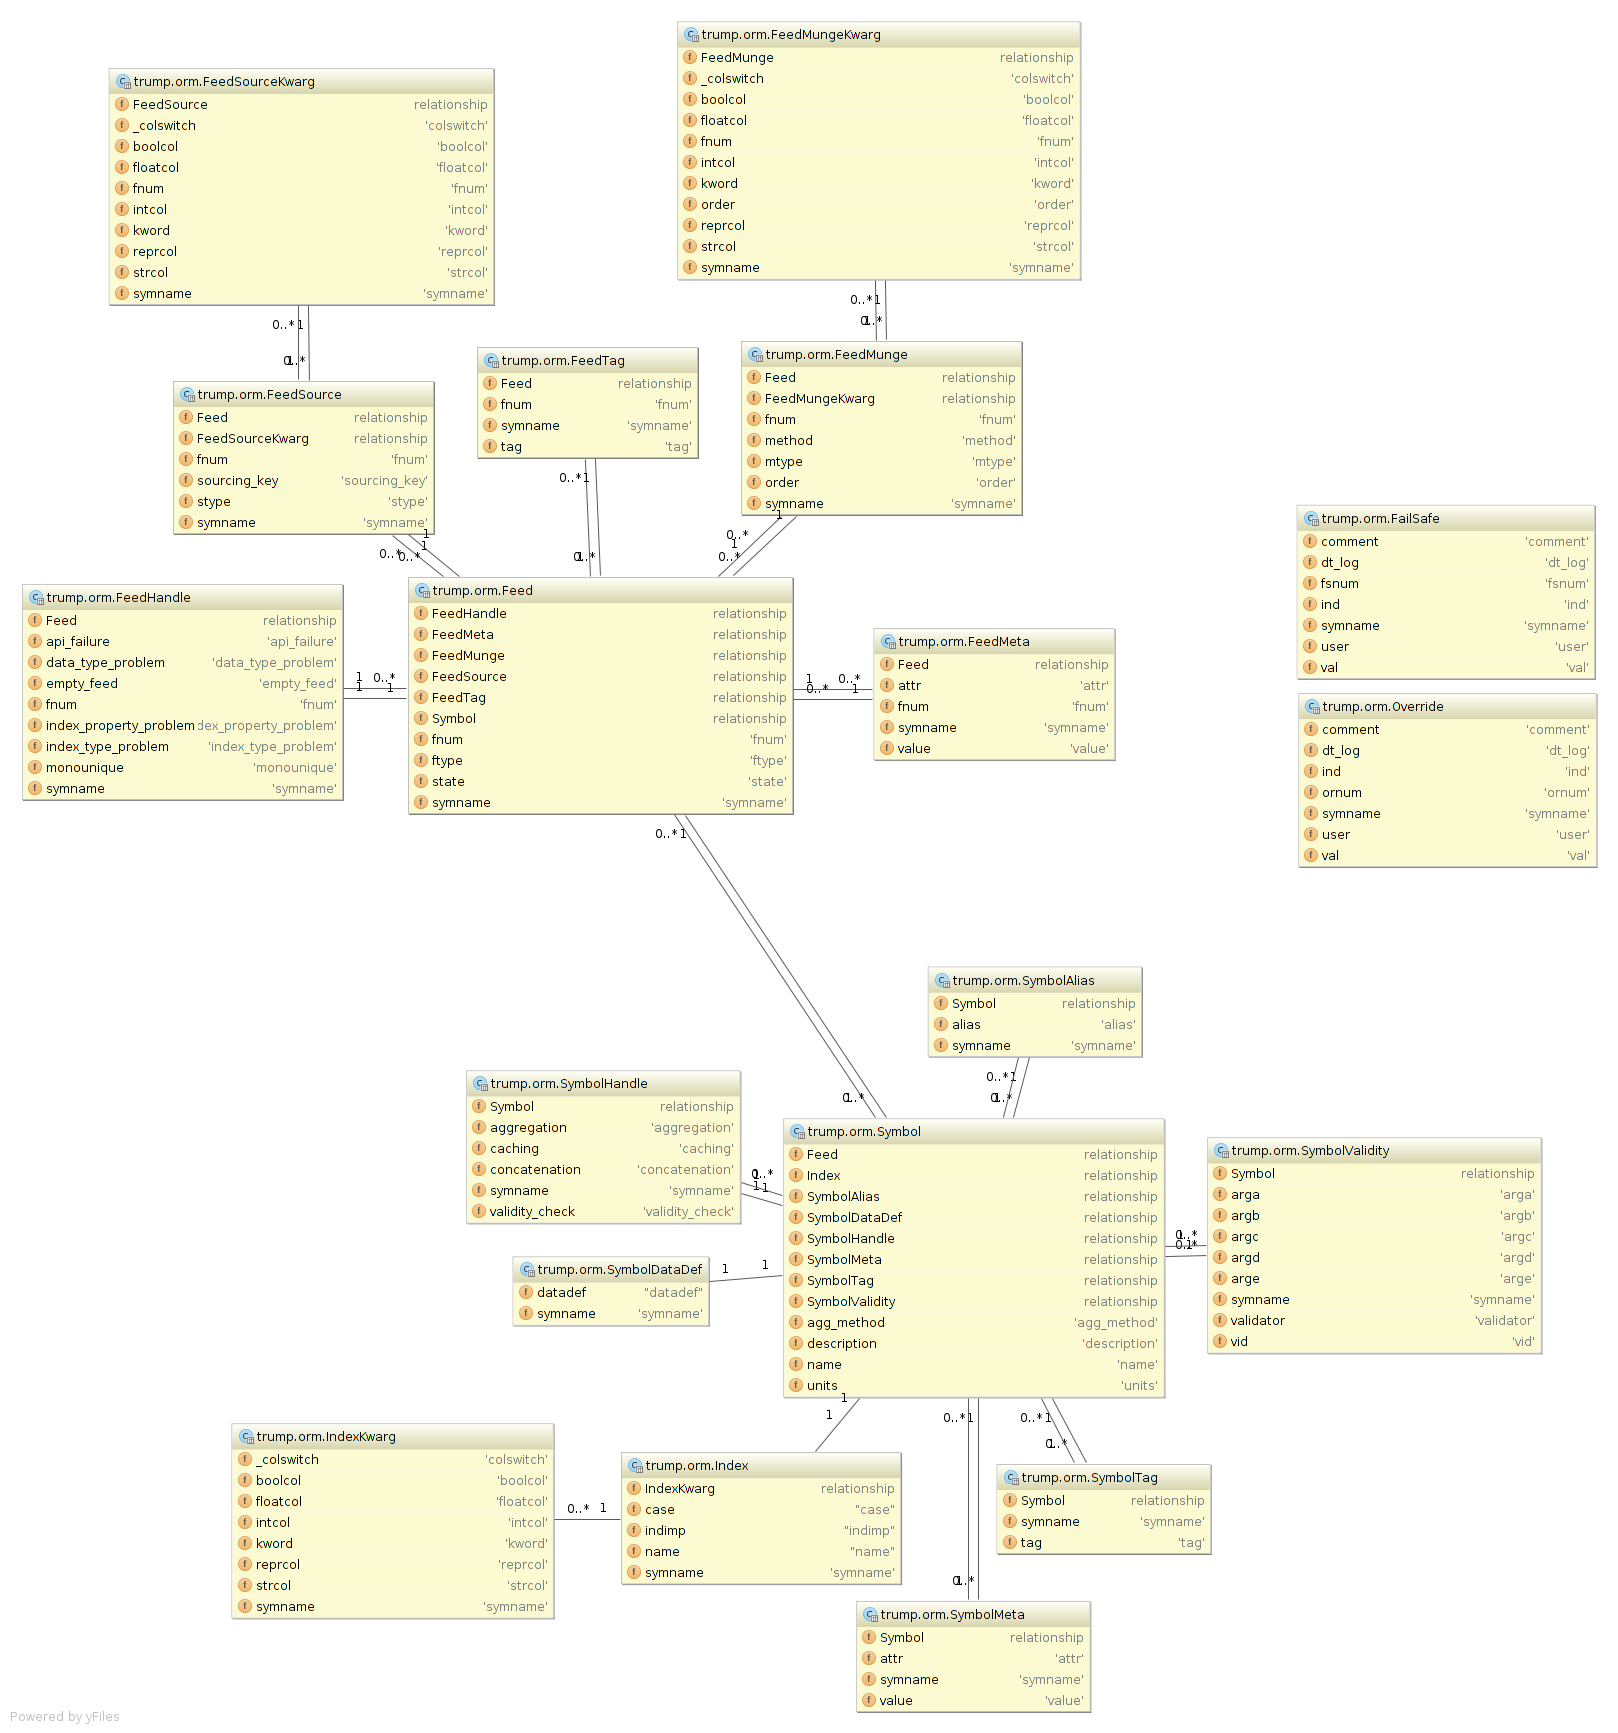 trump.orm.FeedMungeKwarg
FeedMunge relationship
_colswitch 'colswitch'
boolcol 'boolcol'
floatcol 'floatcol'
fnum 'fnum'
intcol 'intcol'
kword 'kword'
order 'order'
reprcol 'reprcol'
strcol 'strcol'
symname 'symname'
trump.orm.FeedSourceKwarg
FeedSource relationship
_colswitch 'colswitch'
boolcol 'boolcol'
floatcol 'floatcol'
fnum 'fnum'
intcol 'intcol'
kword 'kword'
reprcol 'reprcol'
strcol 'strcol'
symname 'symname'
0..* 1
0..* 1
0..* 1
0..* 1
trump.orm.FeedTag
Feed relationship
fnum 'fnum'
symname 'symname'
tag 'tag'
trump.orm.FeedMunge
Feed relationship
FeedMungeKwarg relationship
fnum 'fnum'
method 'method'
mtype 'mtype'
order 'order'
symname 'symname'
trump.orm.FeedSource
Feed relationship
FeedSourceKwarg relationship
fnum 'fnum'
sourcing_key 'sourcing_key'
stype 'stype'
symname 'symname'
0..* 1
0..* 1
1
0..*
1
0..*
1
1
0..*
0..*
trump.orm.FailSafe
comment 'comment'
dt_log 'dt_log'
fsnum 'fsnum'
ind 'ind'
symname 'symname'
user 'user'
val 'val'
trump.orm.FeedHandle
Feed relationship
api_failure 'api_failure'
data_type_problem 'data_type_problem'
empty_feed 'empty_feed'
fnum 'fnum'
index_property_problem dex_property_problem'
index_type_problem 'index_type_problem'
monounique 'monounique'
symname 'symname'
1 0..*
1 1
trump.orm.Feed
FeedHandle relationship
FeedMeta relationship
FeedMunge relationship
FeedSource relationship
FeedTag relationship
Symbol relationship
fnum 'fnum'
ftype 'ftype'
state 'state'
symname 'symname'
1 0..*
0..* 1
trump.orm.FeedMeta
Feed relationship
attr 'attr'
fnum 'fnum'
symname 'symname'
value 'value'
trump.orm.Override
comment 'comment'
dt_log 'dt_log'
ind 'ind'
ornum 'ornum'
symname 'symname'
user 'user'
val 'val'
0..* 1
0..* 1
trump.orm.SymbolAlias
Symbol relationship
alias 'alias'
symname 'symname'
0..* 1
0..* 1
trump.orm.SymbolHandle
Symbol relationship
aggregation 'aggregation'
caching 'caching'
concatenation 'concatenation'
symname 'symname'
validity_check 'validity_check'
1 0..*
1 1
trump.orm.Symbol
Feed relationship
Index relationship
SymbolAlias relationship
SymbolDataDef relationship
SymbolHandle relationship
SymbolMeta relationship
SymbolTag relationship
SymbolValidity relationship
agg_method 'agg_method'
description 'description'
name 'name'
units 'units'
1 0..*
0..* 1
trump.orm.SymbolValidity
Symbol relationship
arga 'arga'
argb 'argb'
argc 'argc'
argd 'argd'
arge 'arge'
symname 'symname'
validator 'validator'
vid 'vid'
trump.orm.SymbolDataDef
datadef "datadef"
symname 'symname'
1 1
1
1
0..* 1
0..* 1
0..* 1
0..* 1
trump.orm.IndexKwarg
_colswitch 'colswitch'
boolcol 'boolcol'
floatcol 'floatcol'
intcol 'intcol'
kword 'kword'
reprcol 'reprcol'
strcol 'strcol'
symname 'symname'
0..* 1
trump.orm.Index
IndexKwarg relationship
case "case"
indimp "indimp"
name "name"
symname 'symname'
trump.orm.SymbolTag
Symbol relationship
symname 'symname'
tag 'tag'
trump.orm.SymbolMeta
Symbol relationship
attr 'attr'
symname 'symname'
value 'value'
Powered by yFiles